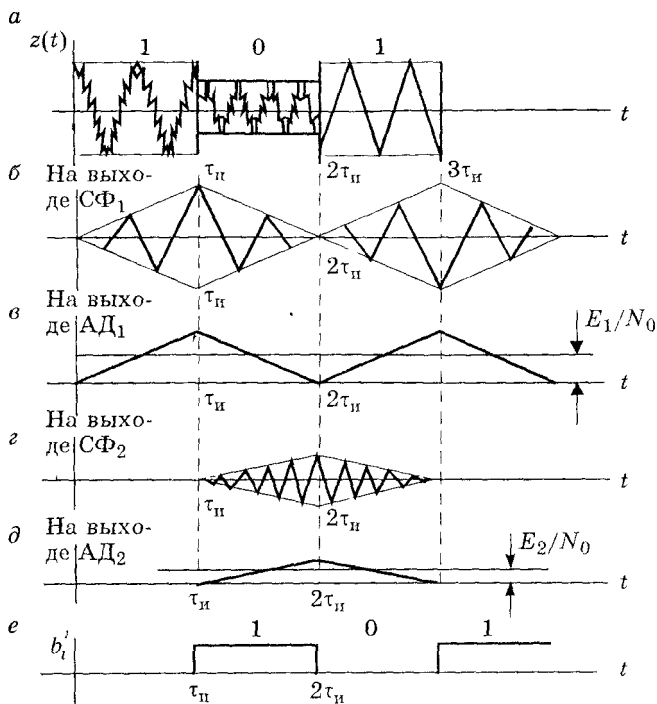 а
z(t)
1 0 1
t
б На выхо-
де СФ₁
τи 2τи 3τи
t
τи 2τи
в На выхо-
де АД₁
E₁/N₀
τи 2τи
t
г На выхо-
де СФ₂
τи 2τи
t
д На выхо-
де АД₂
E₂/N₀
τи 2τи
t
е
1 0 1
b'ᵢ
τи 2τи
t